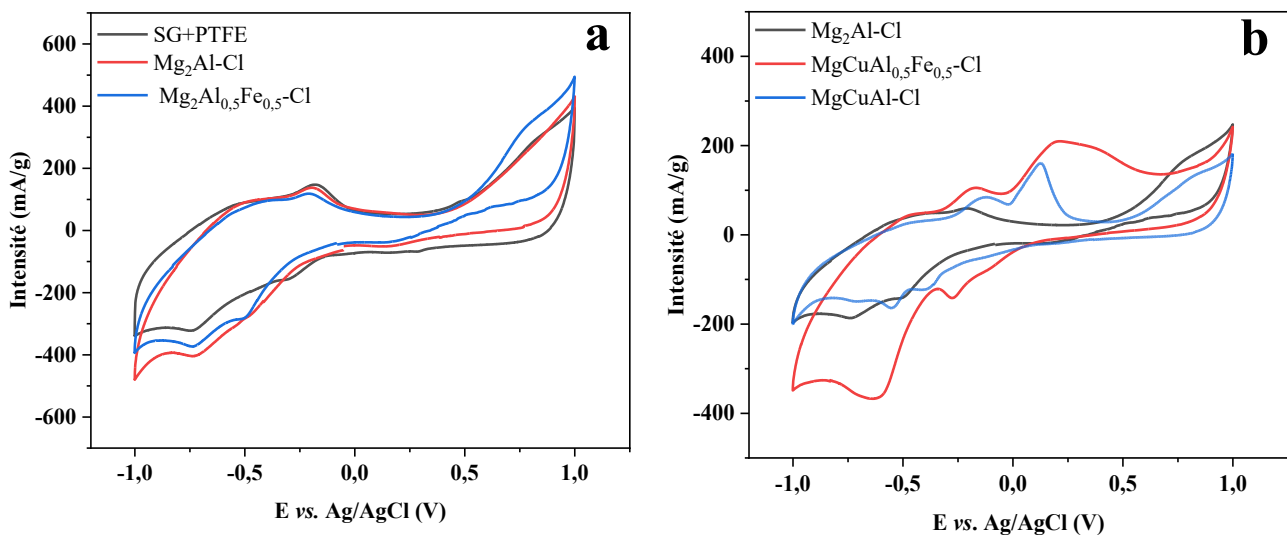 a
SG+PTFE
Mg₂Al-Cl
Mg₂Al₀,₅Fe₀,₅-Cl
600
400
200
0
-200
-400
-600
Intensité (mA/g)
-1,0 -0,5 0,0 0,5 1,0
E vs. Ag/AgCl (V)
b
Mg₂Al-Cl
MgCuAl₀,₅Fe₀,₅-Cl
MgCuAl-Cl
400
200
0
-200
-400
Intensité (mA/g)
-1,0 -0,5 0,0 0,5 1,0
E vs. Ag/AgCl (V)